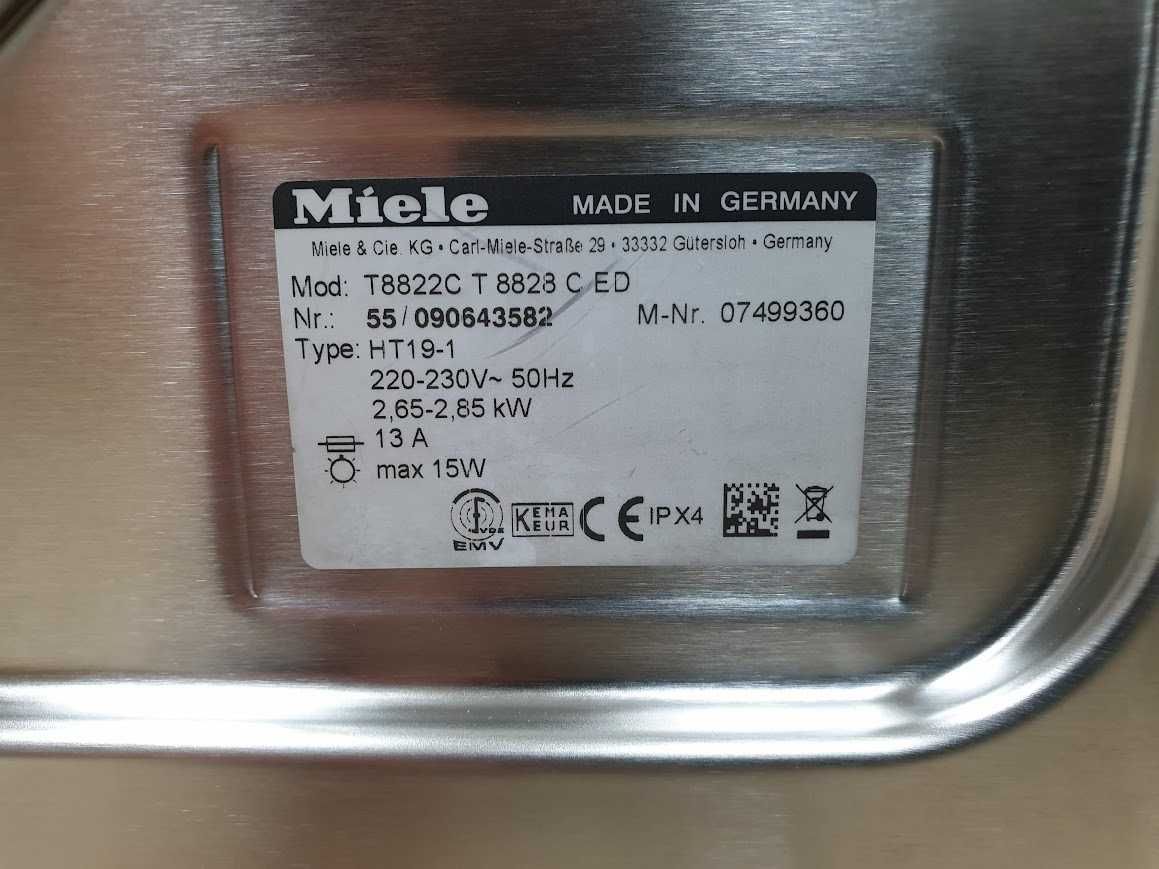 Miele MADE IN GERMANY
Miele & Cie. KG • Carl-Miele-Straße 29 • 33332 Gütersloh • Germany
Mod: T8822C T 8828 C ED
Nr.: 55/090643582 M-Nr. 07499360
Type: HT19-1
220-230V~ 50Hz
2,65-2,85 kW
13 A
max 15W
VDE
EMV
KEMA
KEUR
CE IPX4